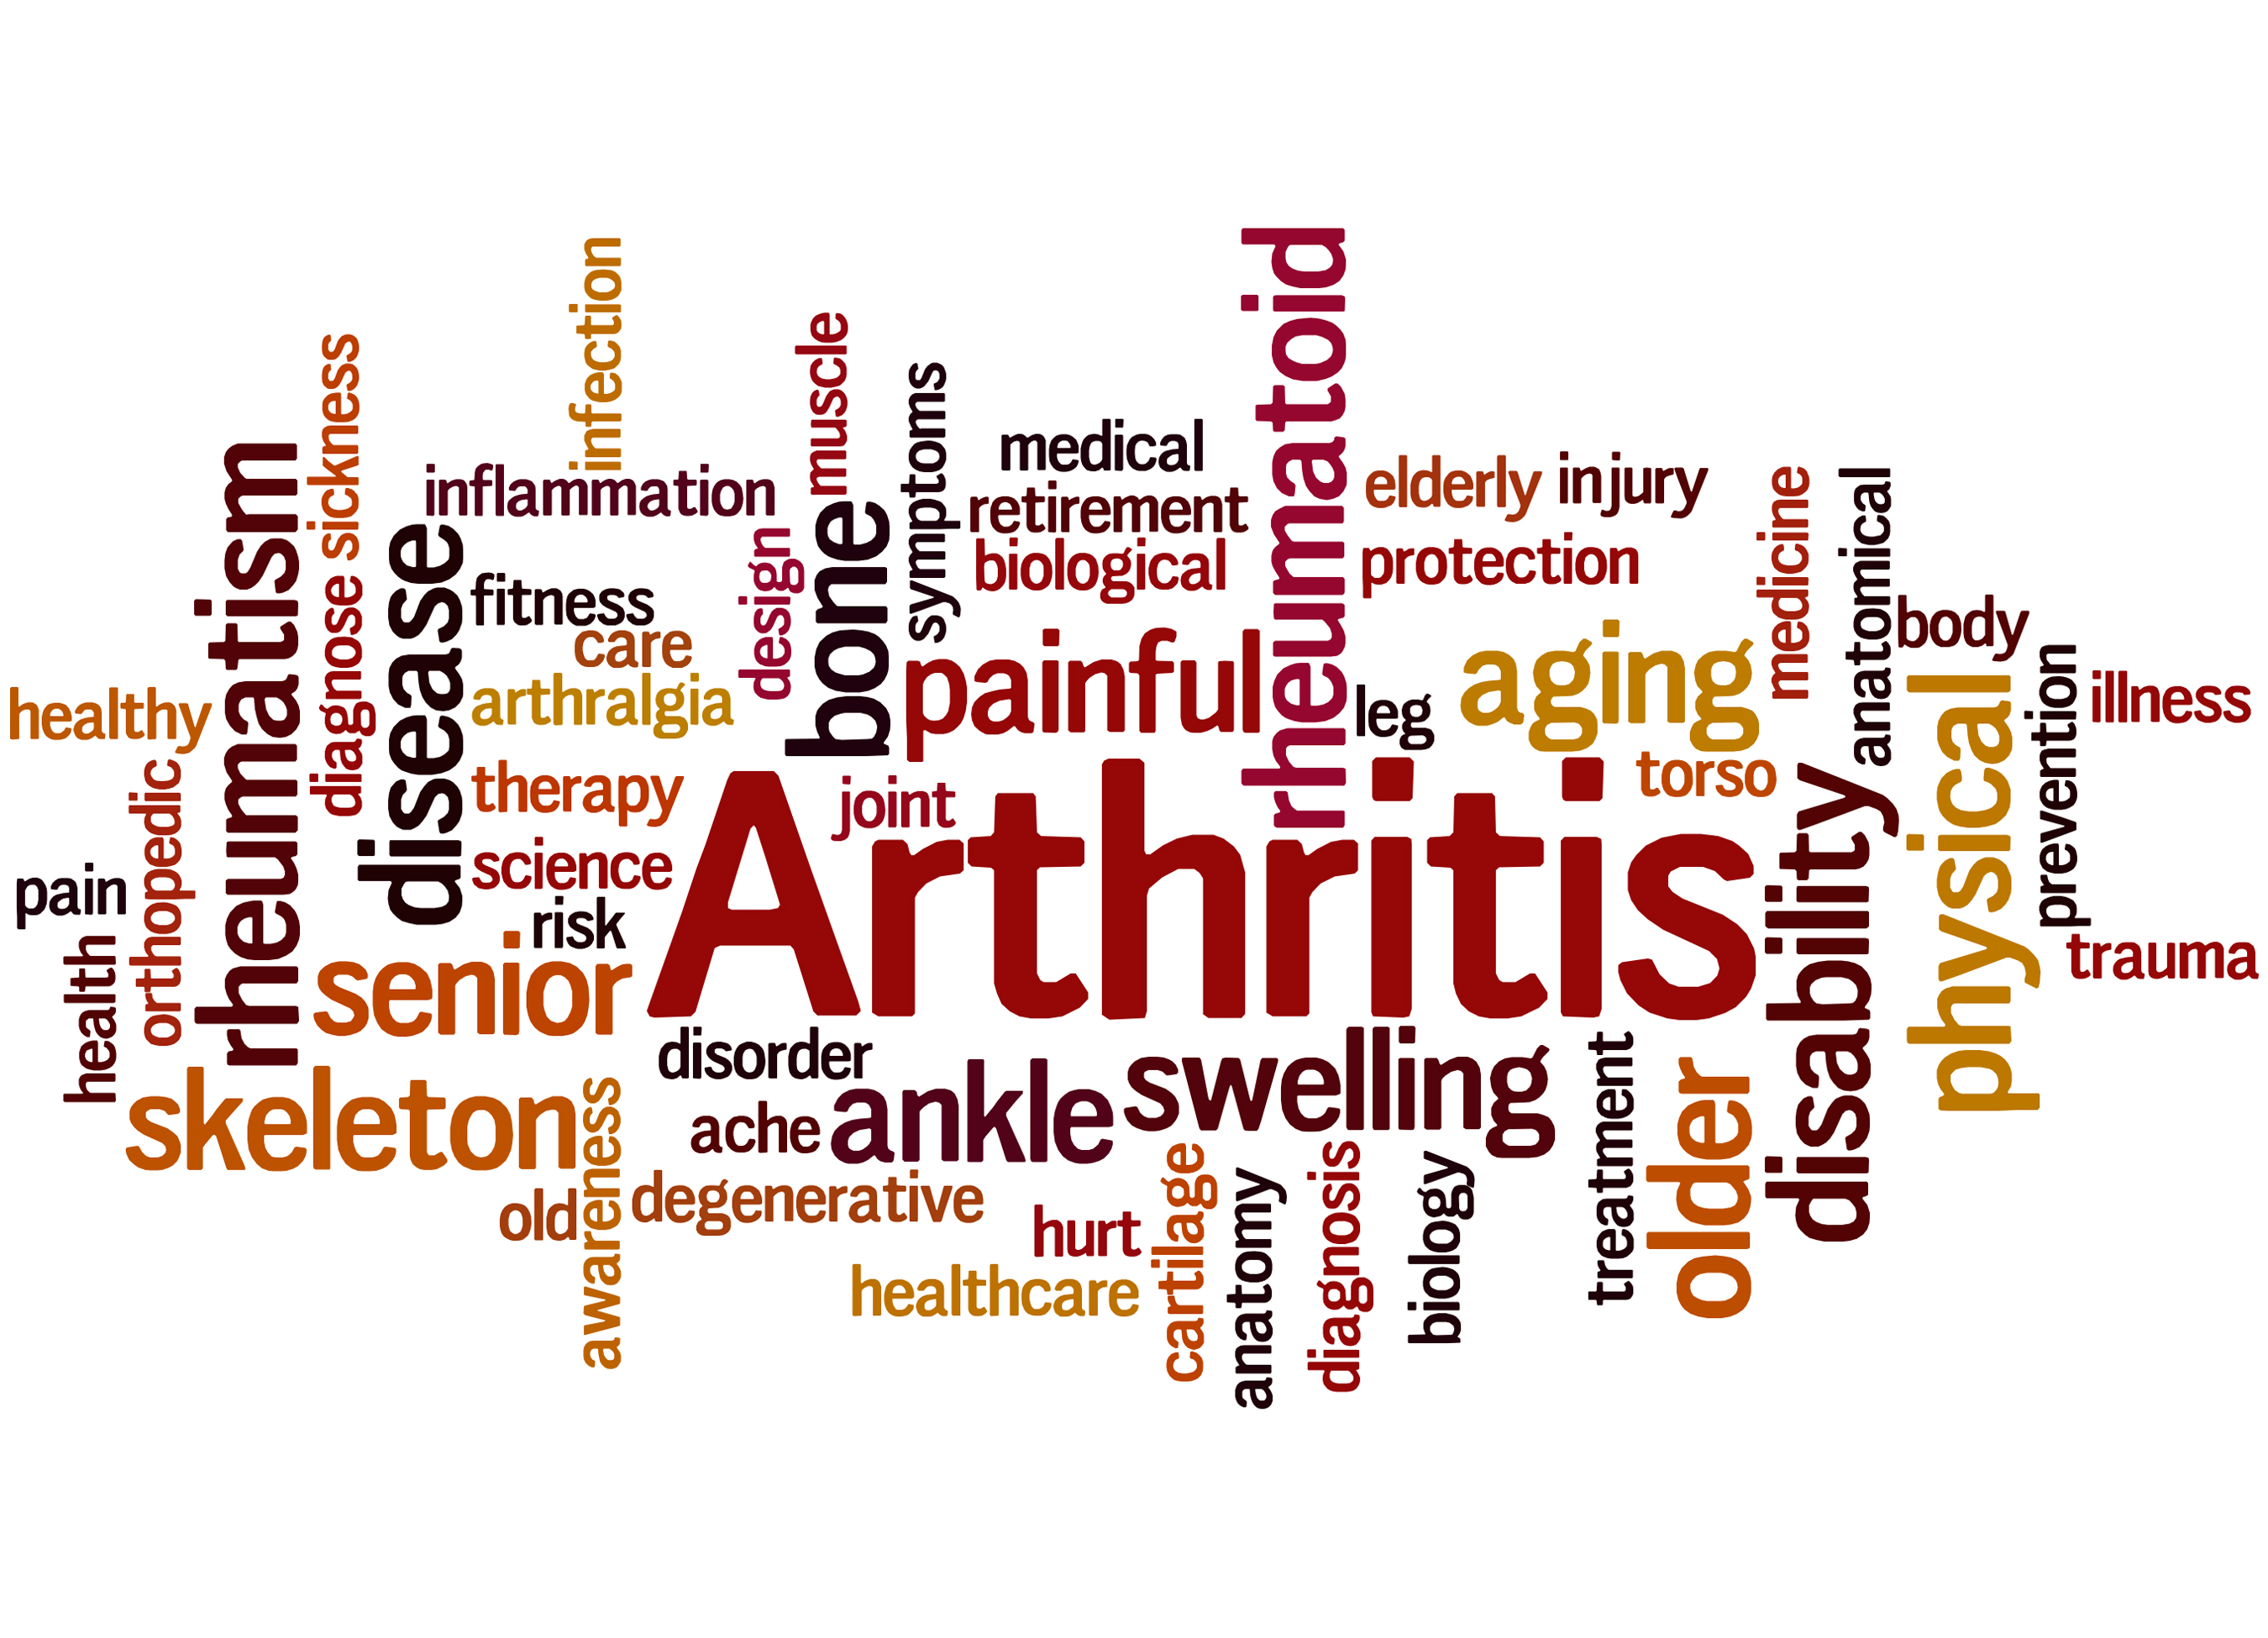 infection
rheumatoid
muscle
sickness
symptoms
medical
rheumatism
inflammation
retirement
elderly
injury
medicine
anatomical
disease
fitness
design
bone
biological
protection
diagnose
care
painful
aging
body
healthy
arthralgia
leg
physical
prevention
illness
orthopedic
therapy
joint
Arthritis
torso
disability
pain
science
risk
senior
trauma
health
skeleton
disorder
ankle
swelling
treatment
older
awareness
ache
old
degenerative
hurt
cartilage
anatomy
diagnosis
biology
healthcare